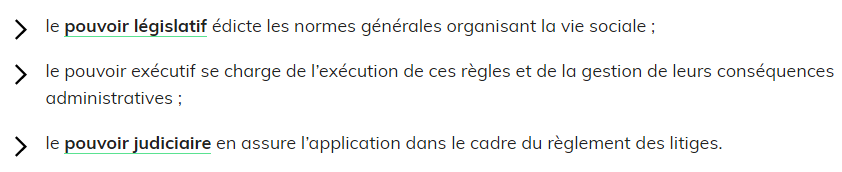 le pouvoir législatif édicte les normes générales organisant la vie sociale ;
le pouvoir exécutif se charge de l’exécution de ces règles et de la gestion de leurs conséquences
administratives ;
le pouvoir judiciaire en assure l’application dans le cadre du règlement des litiges.